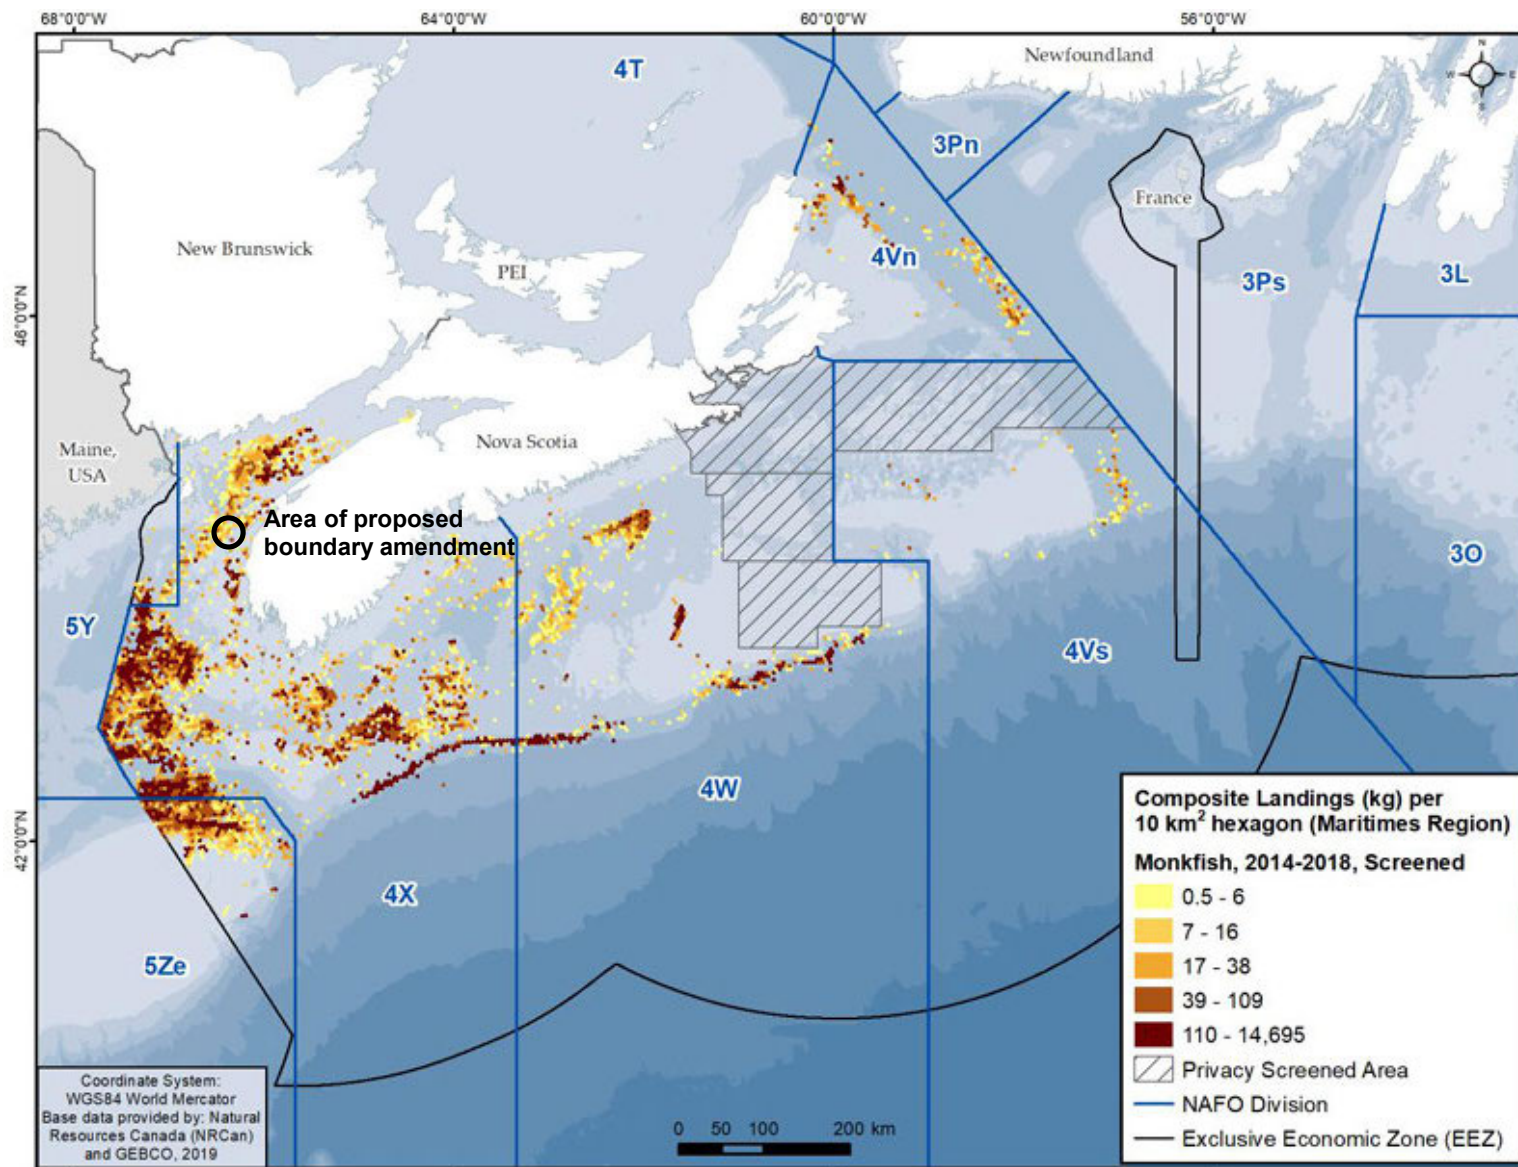 68°0'0"W
64°0'0"W
60°0'0"W
56°0'0"W
46°0'0"N
42°0'0"N
N
W
E
S
Newfoundland
4T
3Pn
France
New Brunswick
PEI
4Vn
3Ps
3L
Maine,
USA
Nova Scotia
Area of proposed
boundary amendment
3O
5Y
4Vs
4W
4X
5Ze
Composite Landings (kg) per
10 km² hexagon (Maritimes Region)
Monkfish, 2014-2018, Screened
0.5 - 6
7 - 16
17 - 38
39 - 109
110 - 14,695
Privacy Screened Area
NAFO Division
Exclusive Economic Zone (EEZ)
Coordinate System:
WGS84 World Mercator
Base data provided by: Natural
Resources Canada (NRCan)
and GEBCO, 2019
0 50 100 200 km